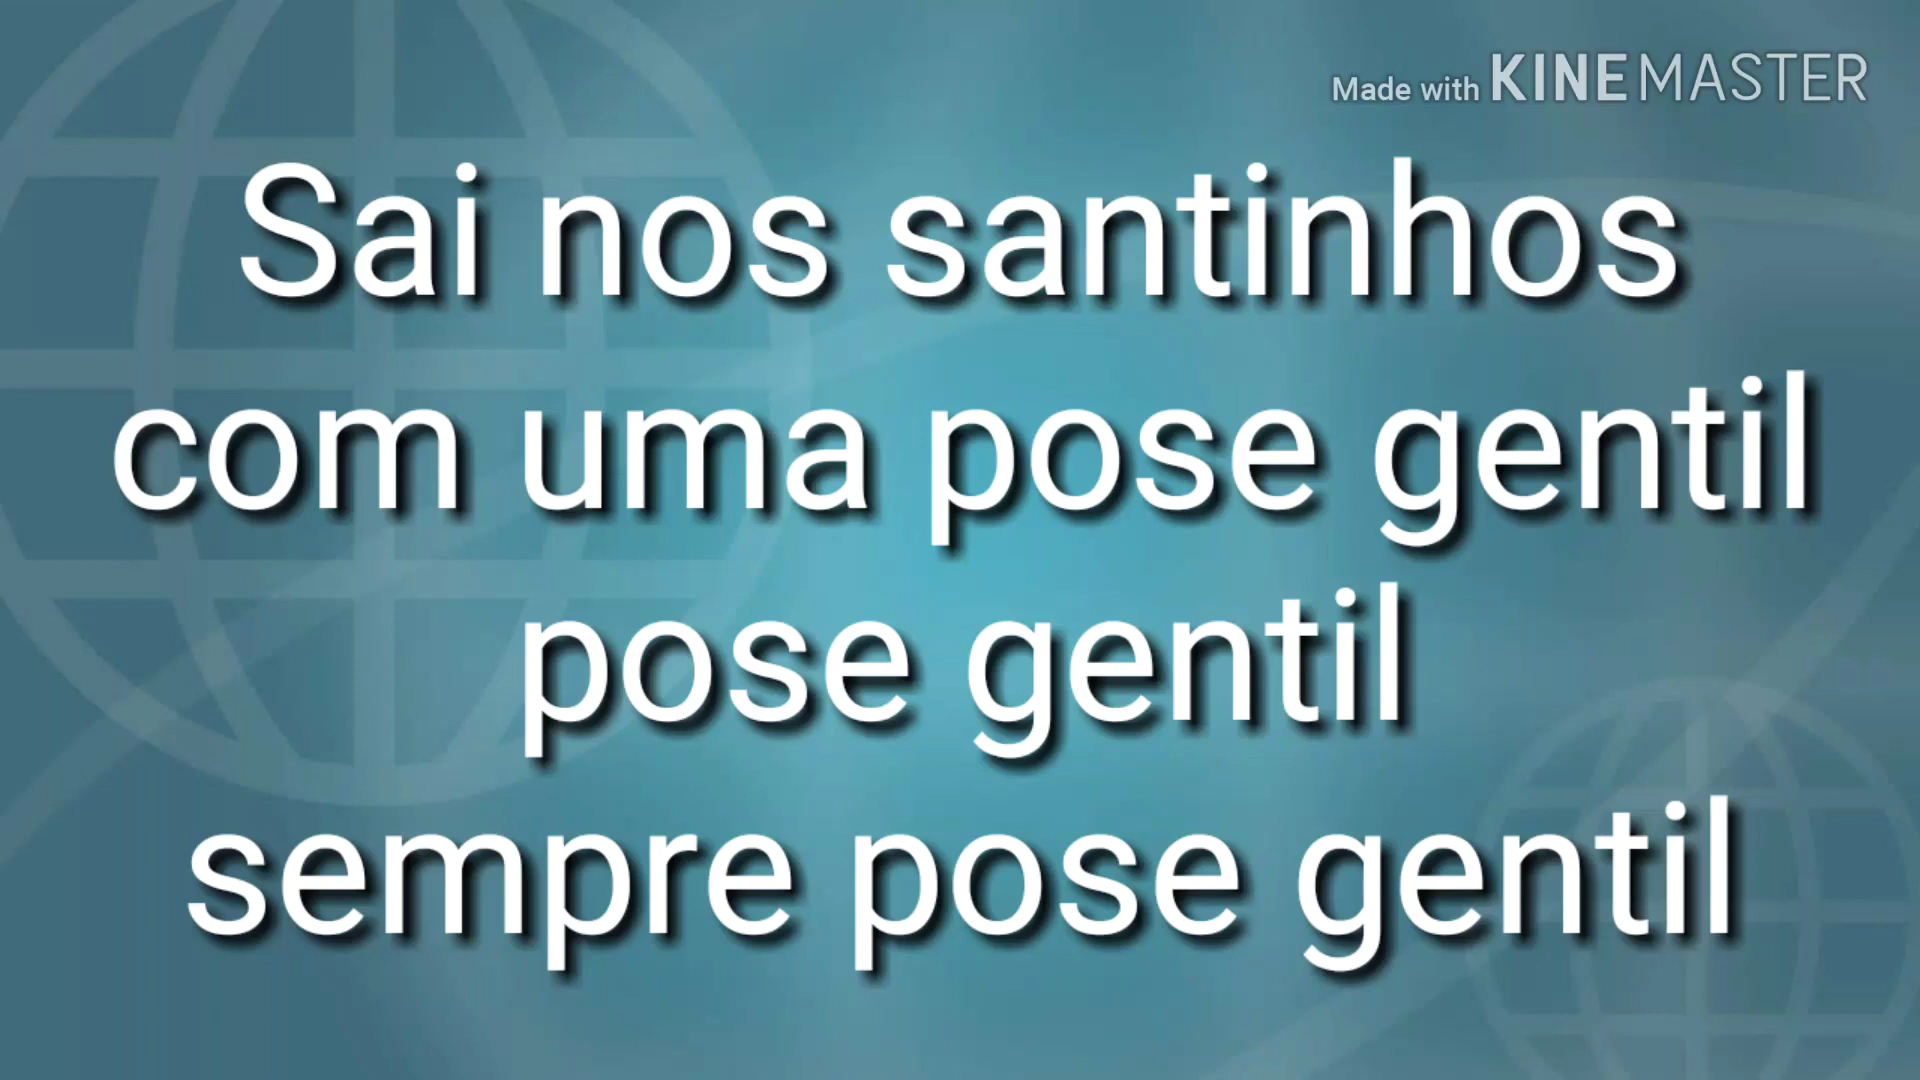 Made with KINEMASTER
Sai nos santinhos
com uma pose gentil
pose gentil
sempre pose gentil